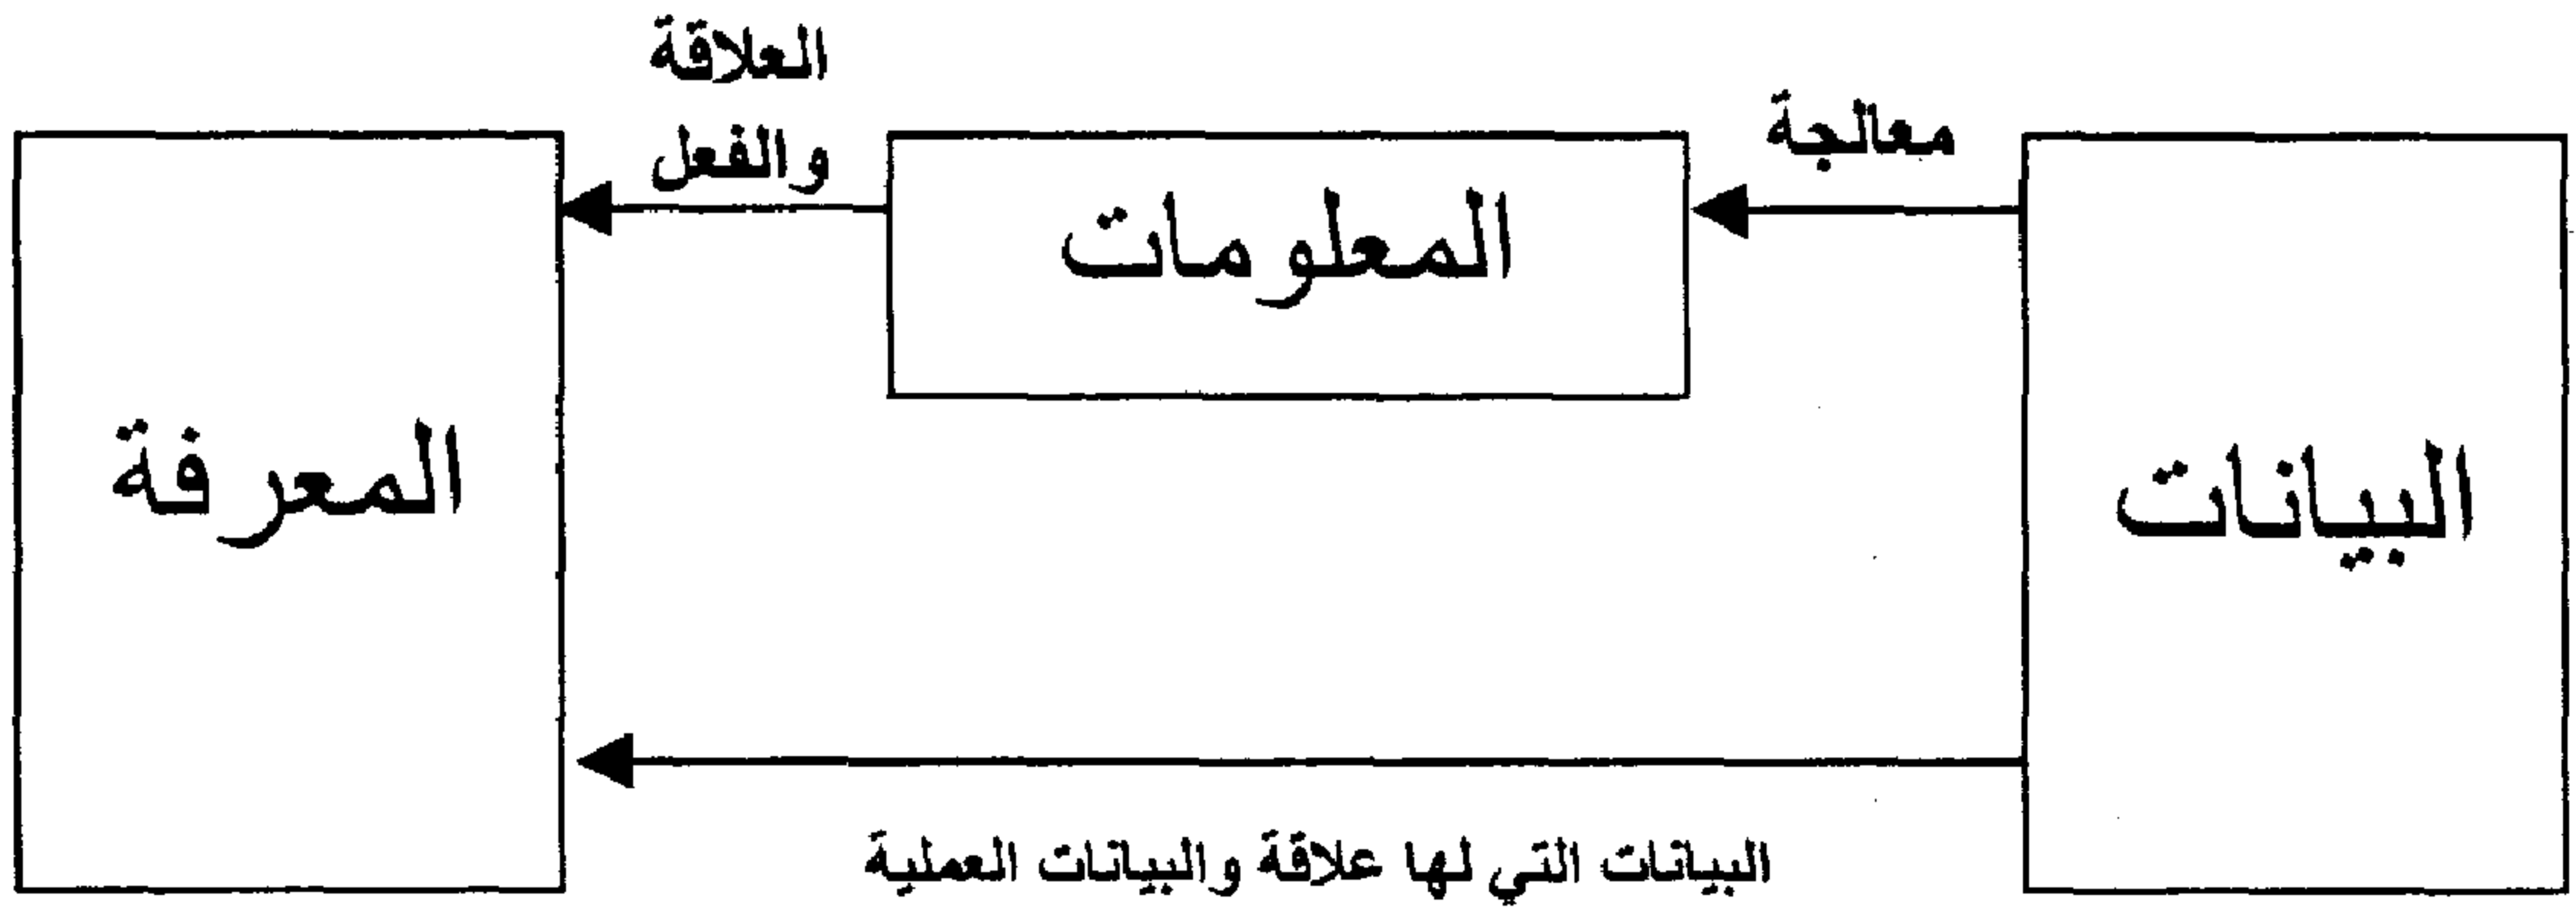 العلاقة
والفعل
معالجة
البيانات
المعلومات
المعرفة
البيانات التي لها علاقة والبيانات العملية